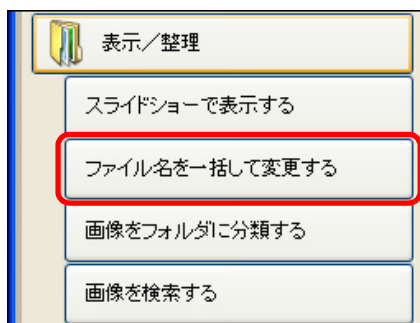 表示／整理
スライドショーで表示する
ファイル名を一括して変更する
画像をフォルダに分類する
画像を検索する